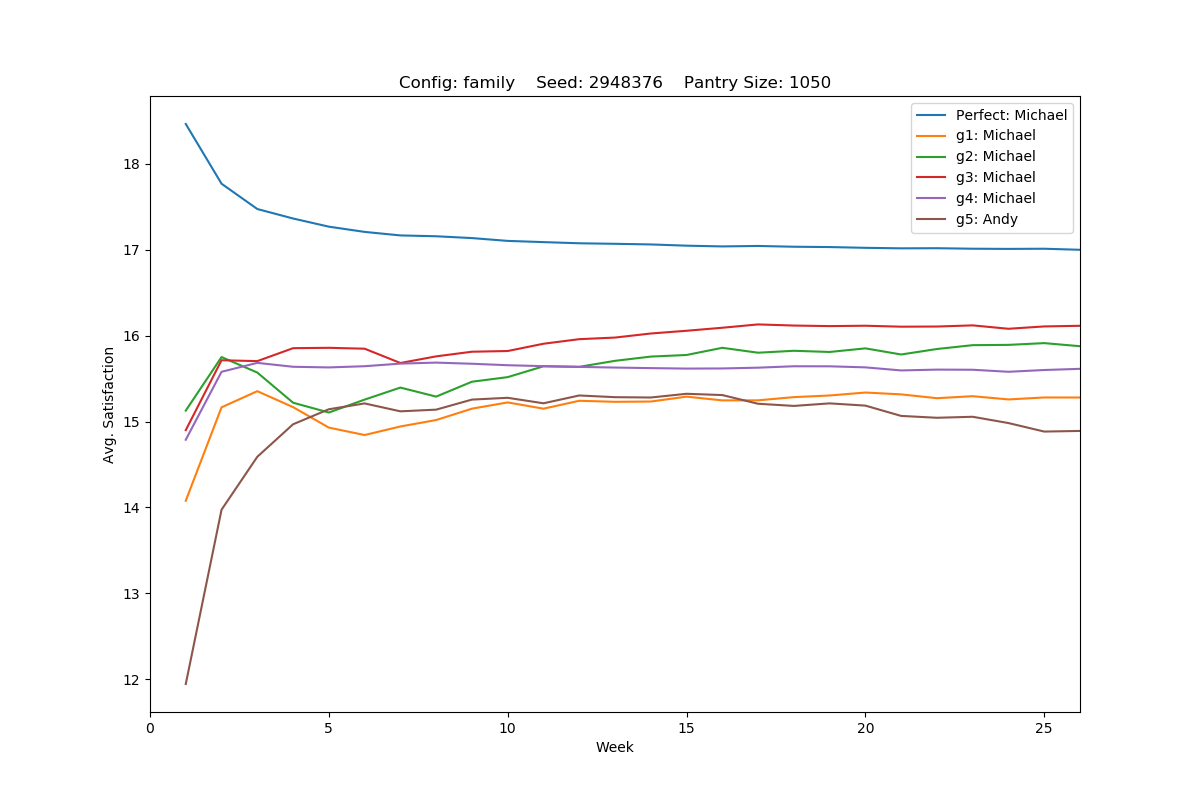 Config: family    Seed: 2948376    Pantry Size: 1050
Perfect: Michael
g1: Michael
g2: Michael
g3: Michael
g4: Michael
g5: Andy
Avg. Satisfaction
18
17
16
15
14
13
12
0 5 10 15 20 25
Week